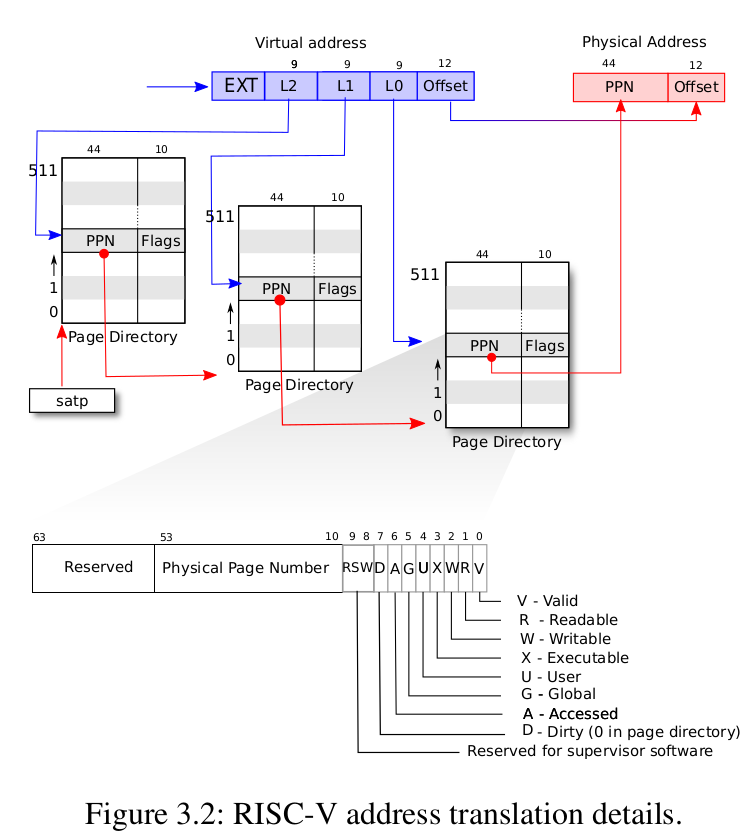 Virtual address
Physical Address
9 9 9 12
44 12
EXT L2 L1 L0 Offset
PPN Offset
44 10
511
PPN Flags
1
0
Page Directory
satp
44 10
511
PPN Flags
1
0
Page Directory
44 10
511
PPN Flags
1
0
Page Directory
63 53 10 9 8 7 6 5 4 3 2 1 0
Reserved Physical Page Number RSW D A G U X W R V
V - Valid
R - Readable
W - Writable
X - Executable
U - User
G - Global
A - Accessed
D - Dirty (0 in page directory)
Reserved for supervisor software
Figure 3.2: RISC-V address translation details.